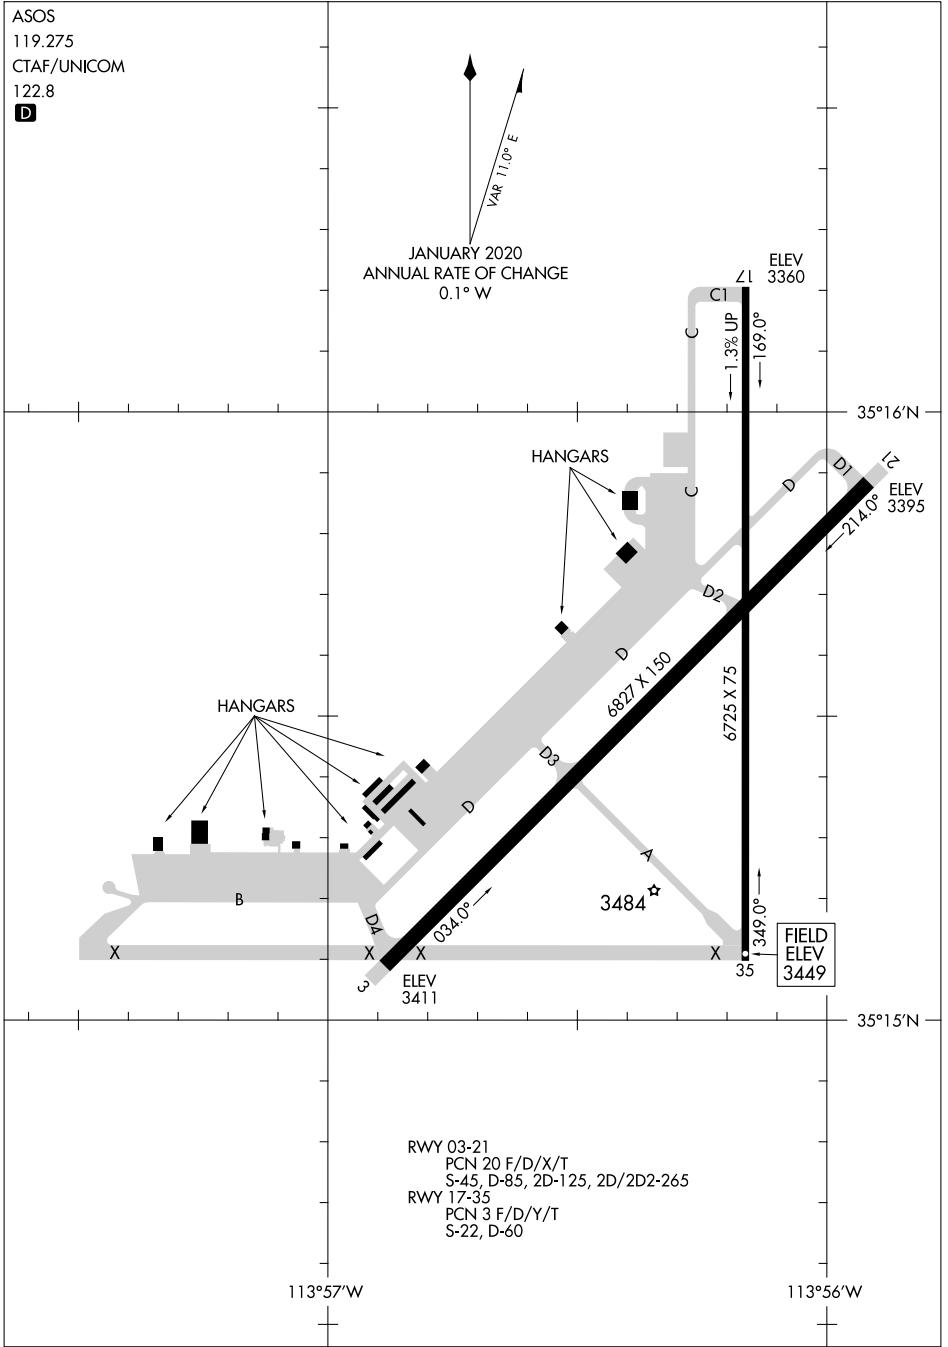 ASOS
119.275
CTAF/UNICOM
122.8
D
VAR 11.0° E
JANUARY 2020
ANNUAL RATE OF CHANGE
0.1° W
ELEV
3360
17
C1
C
1.3% UP
169.0°
35°16'N
HANGARS
C
D
D1
21
ELEV
3395
214.0°
D2
D
6827 X 150
6725 X 75
HANGARS
D3
D
A
B
3484
D4
034.0°
349.0°
X
X
X
X
FIELD
ELEV
3449
35
3
ELEV
3411
35°15'N
RWY 03-21
PCN 20 F/D/X/T
S-45, D-85, 2D-125, 2D/2D2-265
RWY 17-35
PCN 3 F/D/Y/T
S-22, D-60
113°57'W
113°56'W